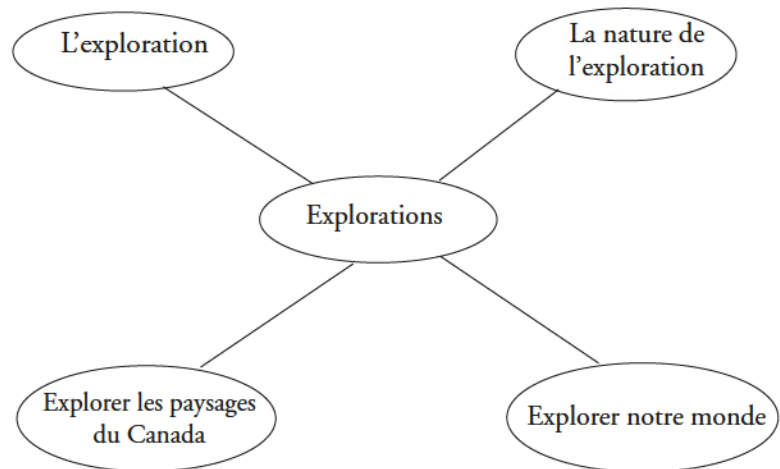 L’exploration
La nature de
l’exploration
Explorations
Explorer les paysages
du Canada
Explorer notre monde